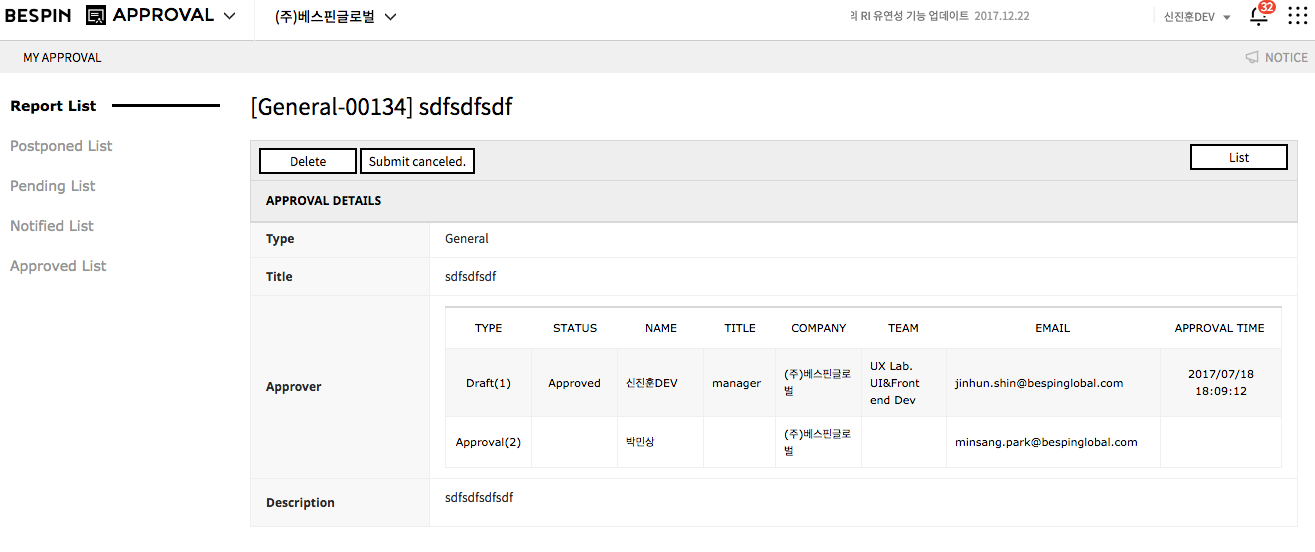 BESPIN APPROVAL (주)베스핀글로벌 의 RI 유연성 기능 업데이트 2017.12.22 신진훈DEV 32
MY APPROVAL NOTICE
Report List
Postponed List
Pending List
Notified List
Approved List
[General-00134] sdfsdfsdf
Delete Submit canceled. List
APPROVAL DETAILS
Type General
Title sdfsdfsdf
Approver
TYPE STATUS NAME TITLE COMPANY TEAM EMAIL APPROVAL TIME
Draft(1) Approved 신진훈DEV manager (주)베스핀글로
벌 UX Lab.
UI&Front
end Dev jinhun.shin@bespinglobal.com 2017/07/18
18:09:12
Approval(2) 박민상 (주)베스핀글로
벌 minsang.park@bespinglobal.com
Description sdfsdfsdfsdf